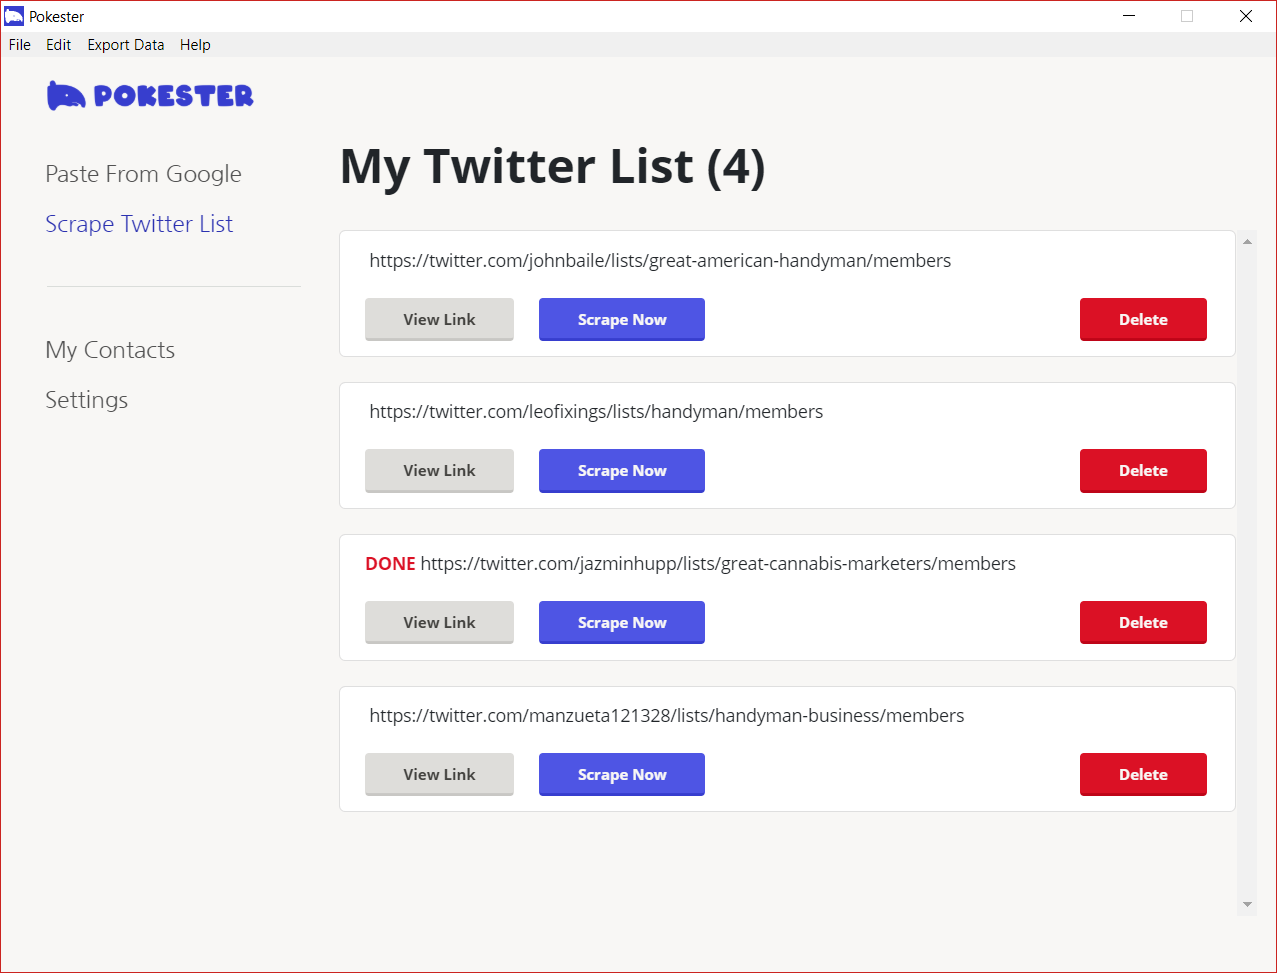 Pokester
File Edit Export Data Help
POKESTER
Paste From Google
Scrape Twitter List
My Contacts
Settings
My Twitter List (4)
https://twitter.com/johnbaile/lists/great-american-handyman/members
View Link Scrape Now Delete
https://twitter.com/leofixings/lists/handyman/members
View Link Scrape Now Delete
DONE https://twitter.com/jazminhupp/lists/great-cannabis-marketers/members
View Link Scrape Now Delete
https://twitter.com/manzueta121328/lists/handyman-business/members
View Link Scrape Now Delete